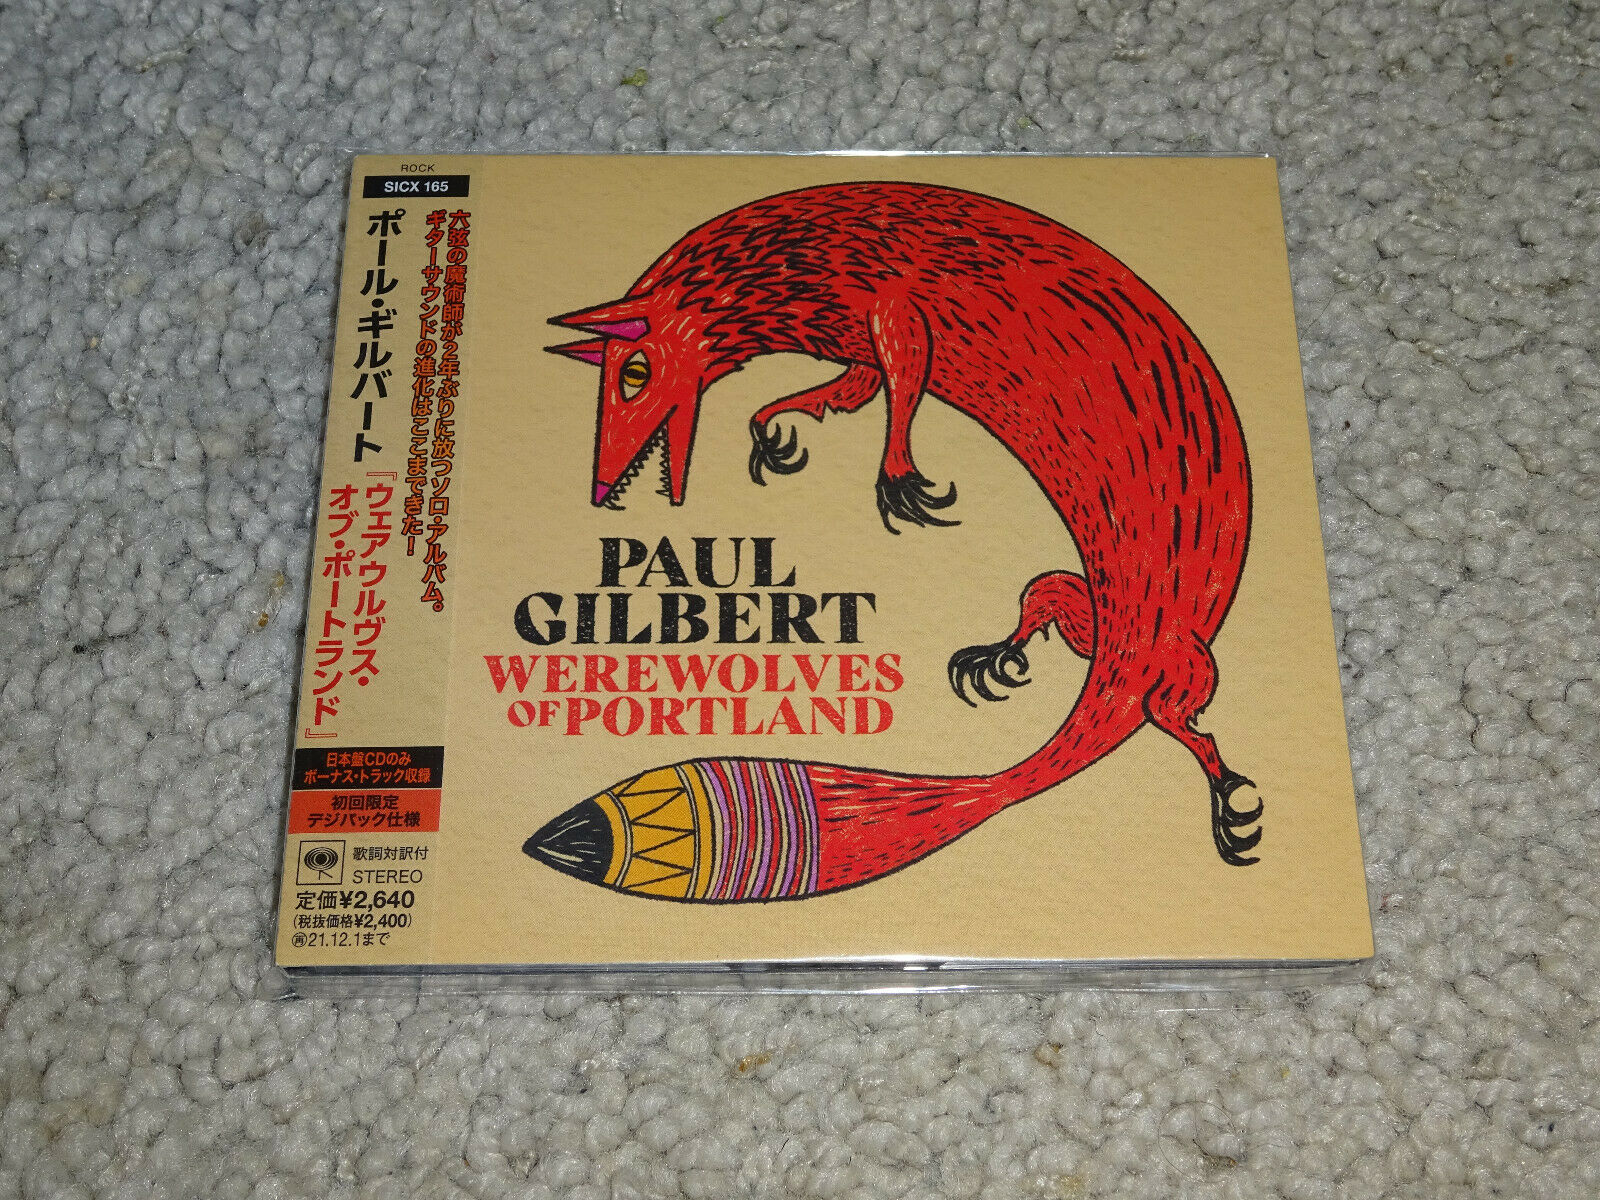 ROCK
SICX 165
ポール・ギルバート
『ウェアウルヴス・
オブ・ポートランド』
六弦の魔術師が2年ぶりに放つソロ・アルバム。
ギターサウンドの進化はここまできた!
日本盤CDのみ
ボーナス・トラック収録
初回限定
デジパック仕様
歌詞対訳付
STEREO
定価¥2,640
(税抜価格¥2,400)
再21.12.1まで
PAUL
GILBERT
WEREWOLVES
OF PORTLAND